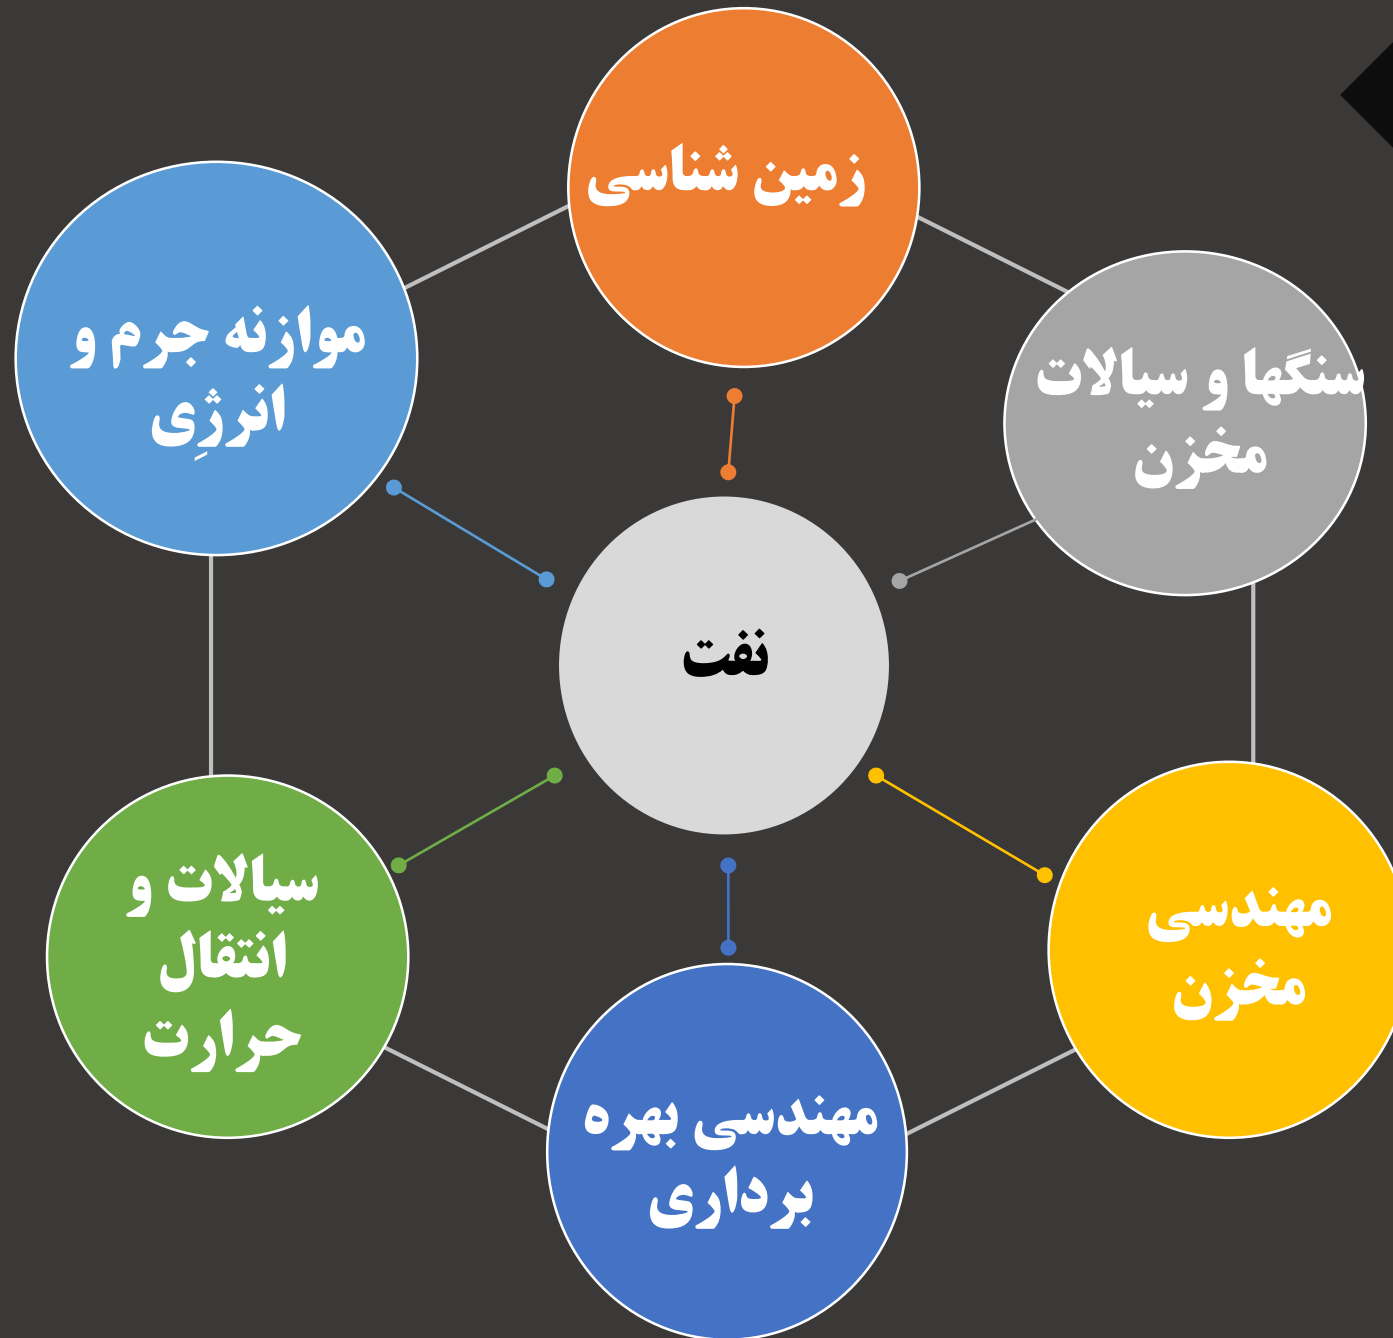 زمین شناسی
سنگها و سیالات
مخزن
مهندسی
مخزن
مهندسی بهره
برداری
سیالات و
انتقال
حرارت
موازنه جرم و
انرژِی
نفت